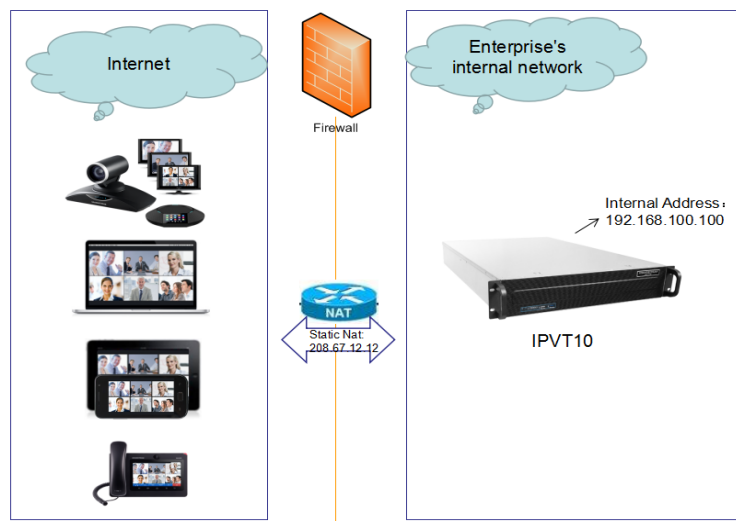 Internet
Firewall
Enterprise's
internal network
Internal Address:
192.168.100.100
NAT
Static Nat:
208.67.12.12
IPVT10